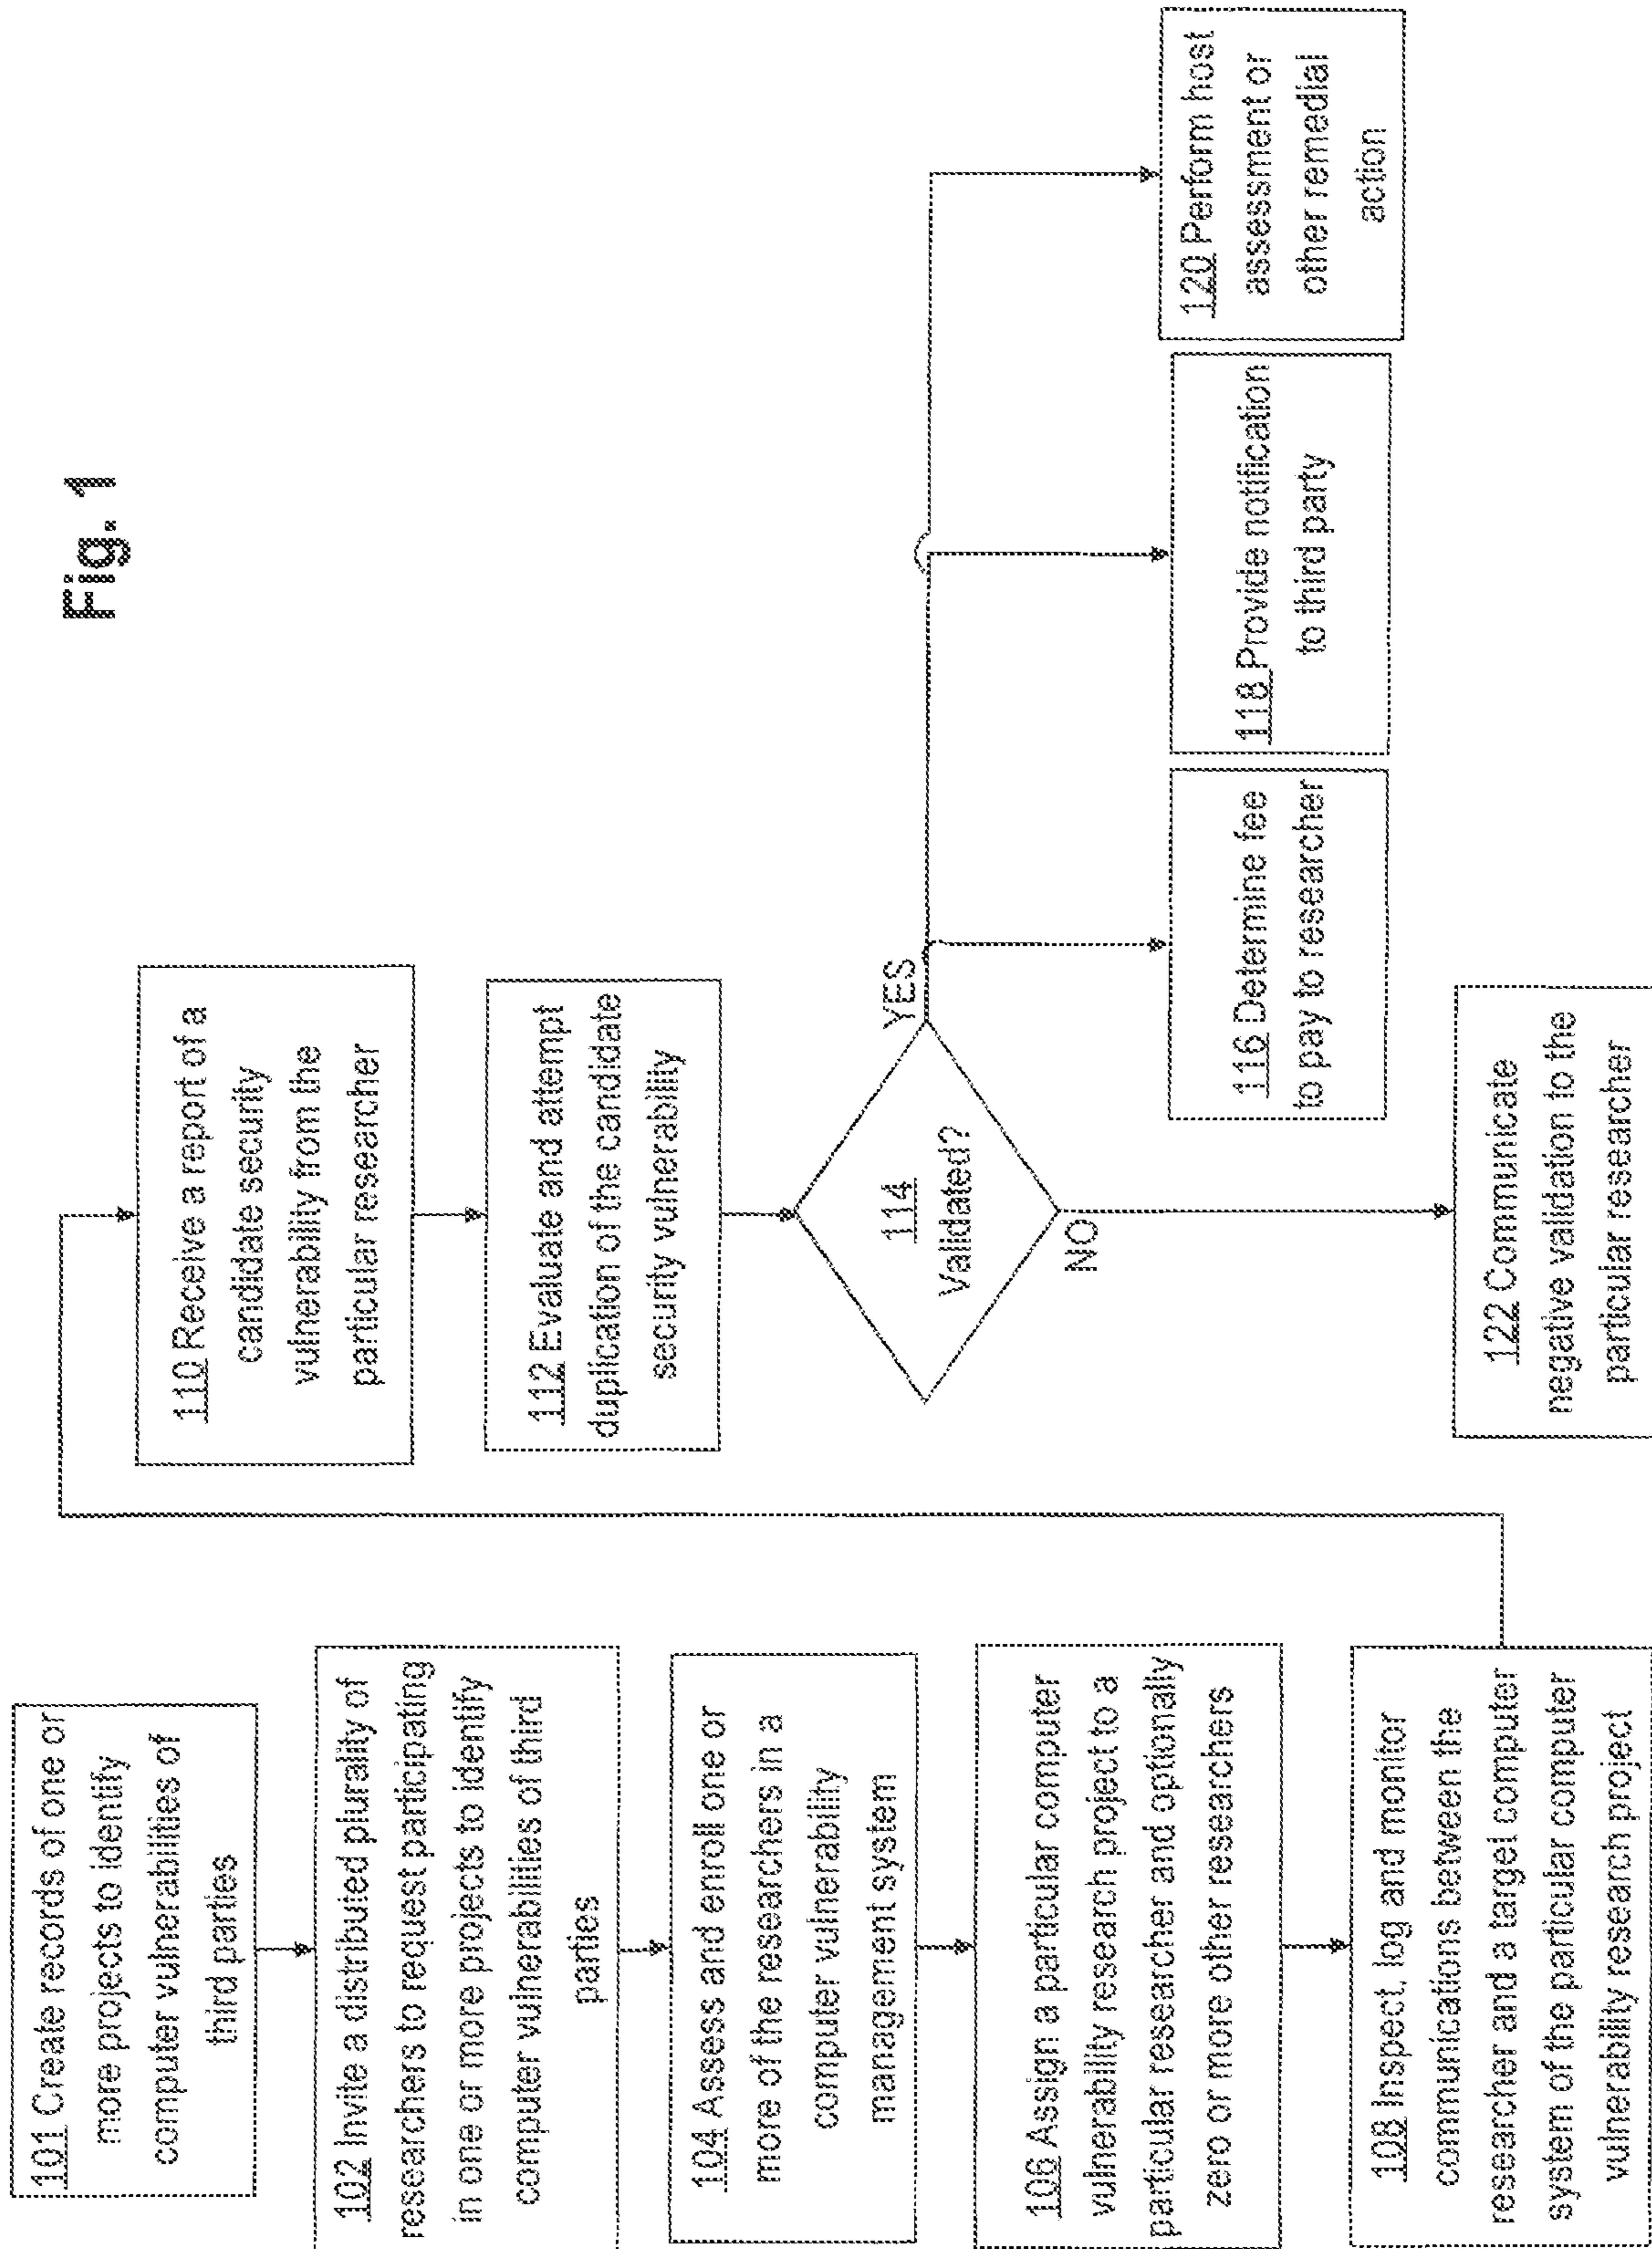 Fig. 1
101 Create records of one or
more projects to identify
computer vulnerabilities of
third parties
102 Invite a distributed plurality of
researchers to request participating
in one or more projects to identify
computer vulnerabilities of third
parties
104 Assess and enroll one or
more of the researchers in a
computer vulnerability
management system
106 Assign a particular computer
vulnerability research project to a
particular researcher and optionally
zero or more other researchers
108 Inspect, log and monitor
communications between the
researcher and a target computer
system of the particular computer
vulnerability research project
110 Receive a report of a
candidate security
vulnerability from the
particular researcher
112 Evaluate and attempt
duplication of the candidate
security vulnerability
114
Validated?
YES
NO
116 Determine fee
to pay to researcher
118 Provide notification
to third party
120 Perform host
assessment or
other remedial
action
122 Communicate
negative validation to the
particular researcher